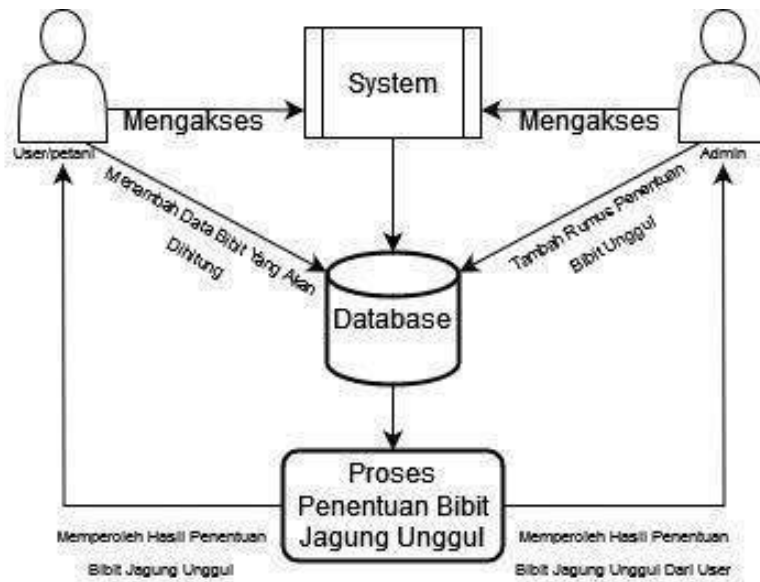 System
Mengakses
Mengakses
User/petani
Admin
Menambah Data Bibit Yang Akan
Dihitung
Tambah Rumus Penentuan
Bibit Unggul
Database
Proses
Penentuan Bibit
Jagung Unggul
Memperoleh Hasil Penentuan
Bibit Jagung Unggul
Memperoleh Hasil Penentuan
Bibit Jagung Unggul Dari User